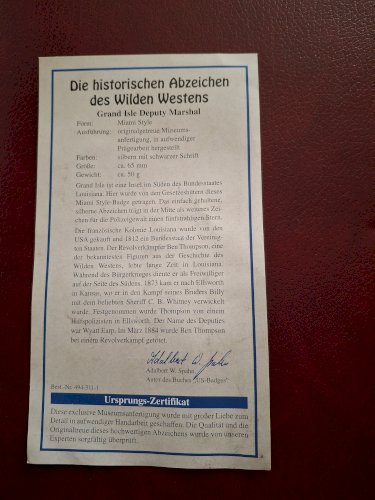 Die historischen Abzeichen
des Wilden Westens
Grand Isle Deputy Marshal
Form: Miami Style
Ausführung: originalgetreue Museums-
anfertigung, in aufwendiger
Prägearbeit hergestellt
Farben: silbern mit schwarzer Schrift
Größe: ca. 65 mm
Gewicht: ca. 50 g
Grand Isle ist eine Insel im Süden des Bundesstaates
Louisiana. Hier wurde von den Gesetzeshütern dieses
Miami Style-Badge getragen. Das einfach gehaltene,
silberne Abzeichen trägt in der Mitte als weiteres Zei-
chen für die Polizeigewalt einen fünfstrahligen Stern.
Die französische Kolonie Louisiana wurde von den
USA gekauft und 1812 ein Bundesstaat der Vereinig-
ten Staaten. Der Revolverkämpfer Ben Thompson, eine
der bekanntesten Figuren aus der Geschichte des
Wilden Westens, lebte lange Zeit in Louisiana.
Während des Bürgerkrieges diente er als Freiwilliger
auf der Seite des Südens. 1873 kam er nach Ellsworth
in Kansas, wo er in den Kampf seines Bruders Billy
mit dem beliebten Sheriff C. B. Whitney verwickelt
wurde. Festgenommen wurde Thompson von einem
Hilfspolizisten in Ellsworth. Der Name des Deputies
war Wyatt Earp. Im März 1884 wurde Ben Thompson
bei einem Revolverkampf getötet.
Adalbert W. Spahn
Adalbert W. Spahn,
Autor des Buches "US-Badges"
Best.-Nr. 494-311-1
Ursprungs-Zertifikat
Diese exclusive Museumsanfertigung wurde mit großer Liebe zum
Detail in aufwendiger Handarbeit geschaffen. Die Qualität und die
Originaltreue dieses hochwertigen Abzeichens wurde von unseren
Experten sorgfältig überprüft.